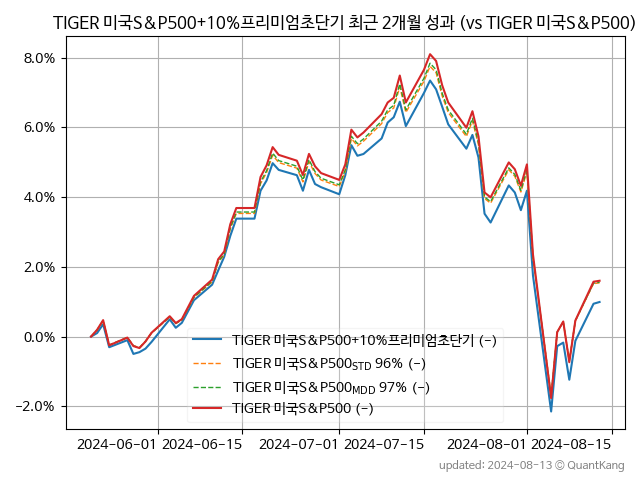 TIGER 미국S&P500+10%프리미엄초단기 최근 2개월 성과 (vs TIGER 미국S&P500)
8.0%
6.0%
4.0%
2.0%
0.0%
−2.0%
TIGER 미국S&P500+10%프리미엄초단기 (-)
TIGER 미국S&P500STD 96% (-)
TIGER 미국S&P500MDD 97% (-)
TIGER 미국S&P500 (-)
2024-06-01 2024-06-15 2024-07-01 2024-07-15 2024-08-01 2024-08-15
updated: 2024-08-13 © QuantKang